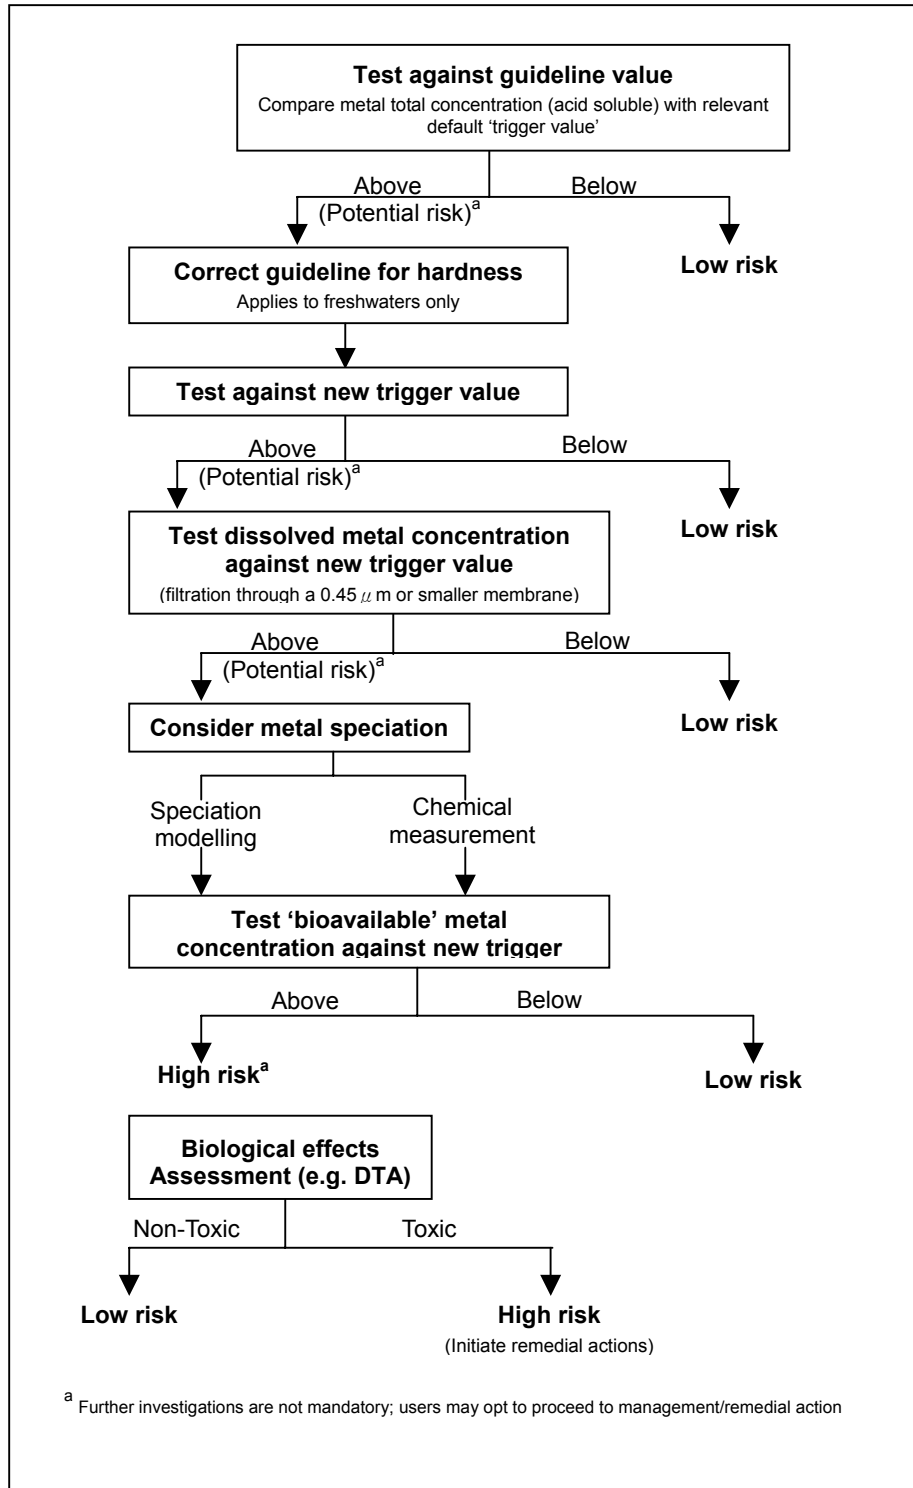 Test against guideline value
Compare metal total concentration (acid soluble) with relevant
default ‘trigger value’
Above
Below
(Potential risk)a
Correct guideline for hardness
Applies to freshwaters only
Low risk
Test against new trigger value
Above
Below
(Potential risk)a
Test dissolved metal concentration
against new trigger value
(filtration through a 0.45 μ m or smaller membrane)
Low risk
Above
Below
(Potential risk)a
Consider metal speciation
Low risk
Speciation
modelling
Chemical
measurement
Test ‘bioavailable’ metal
concentration against new trigger
Above
Below
High riska
Low risk
Biological effects
Assessment (e.g. DTA)
Non-Toxic
Toxic
Low risk
High risk
(Initiate remedial actions)
a Further investigations are not mandatory; users may opt to proceed to management/remedial action